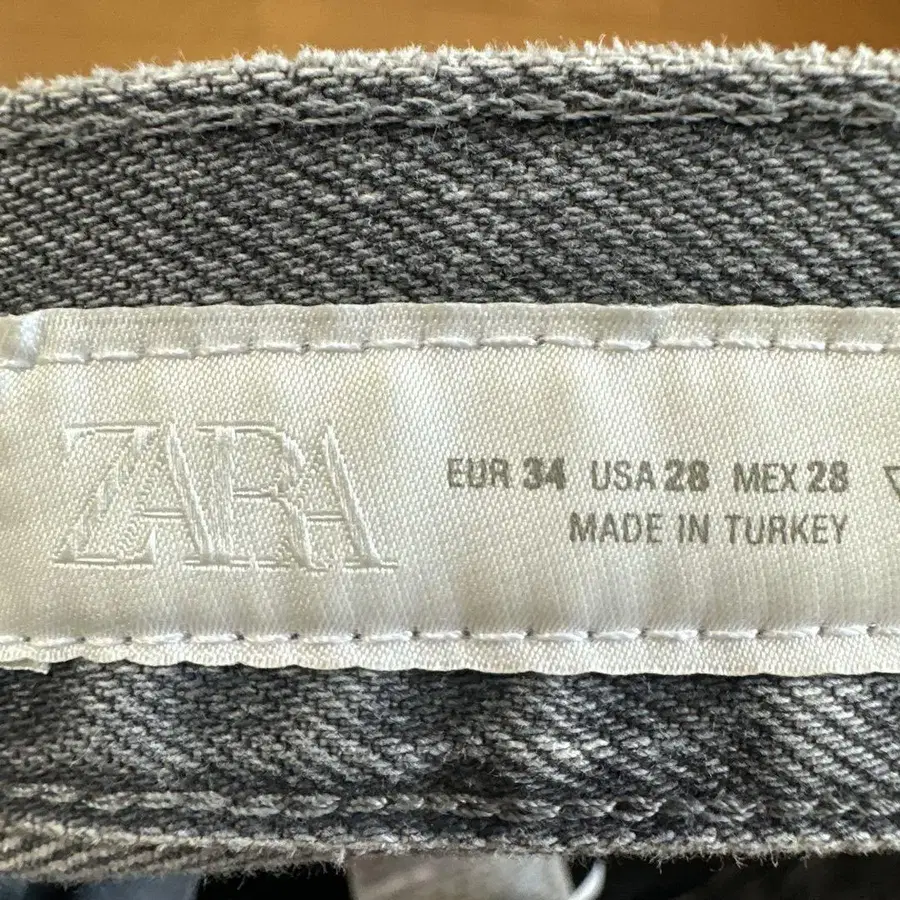 ZARA
EUR 34 USA 28 MEX 28
MADE IN TURKEY